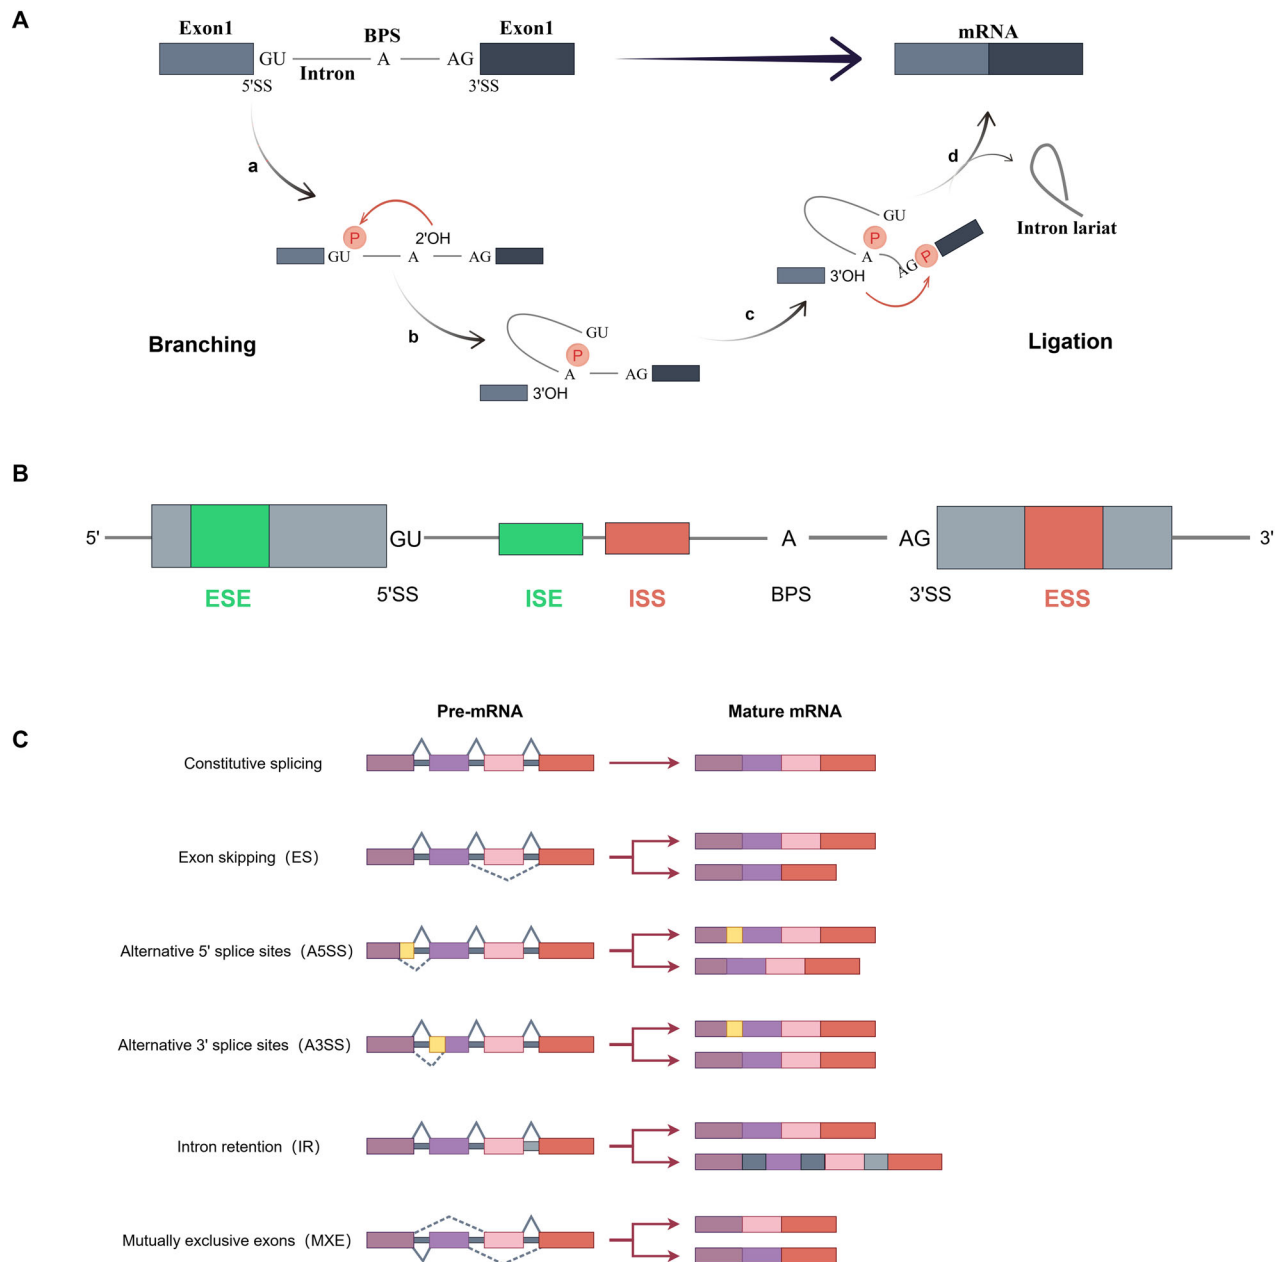 A
Exon1 BPS Exon1 mRNA
GU A AG
Intron
5'SS 3'SS
a d
P 2'OH GU
GU A AG
P
A AG P
3'OH
Intron lariat
Branching b c Ligation
GU
P
A AG
3'OH
B
5' GU A AG 3'
ESE 5'SS ISE ISS BPS 3'SS ESS
C
Pre-mRNA Mature mRNA
Constitutive splicing
Exon skipping (ES)
Alternative 5' splice sites (A5SS)
Alternative 3' splice sites (A3SS)
Intron retention (IR)
Mutually exclusive exons (MXE)